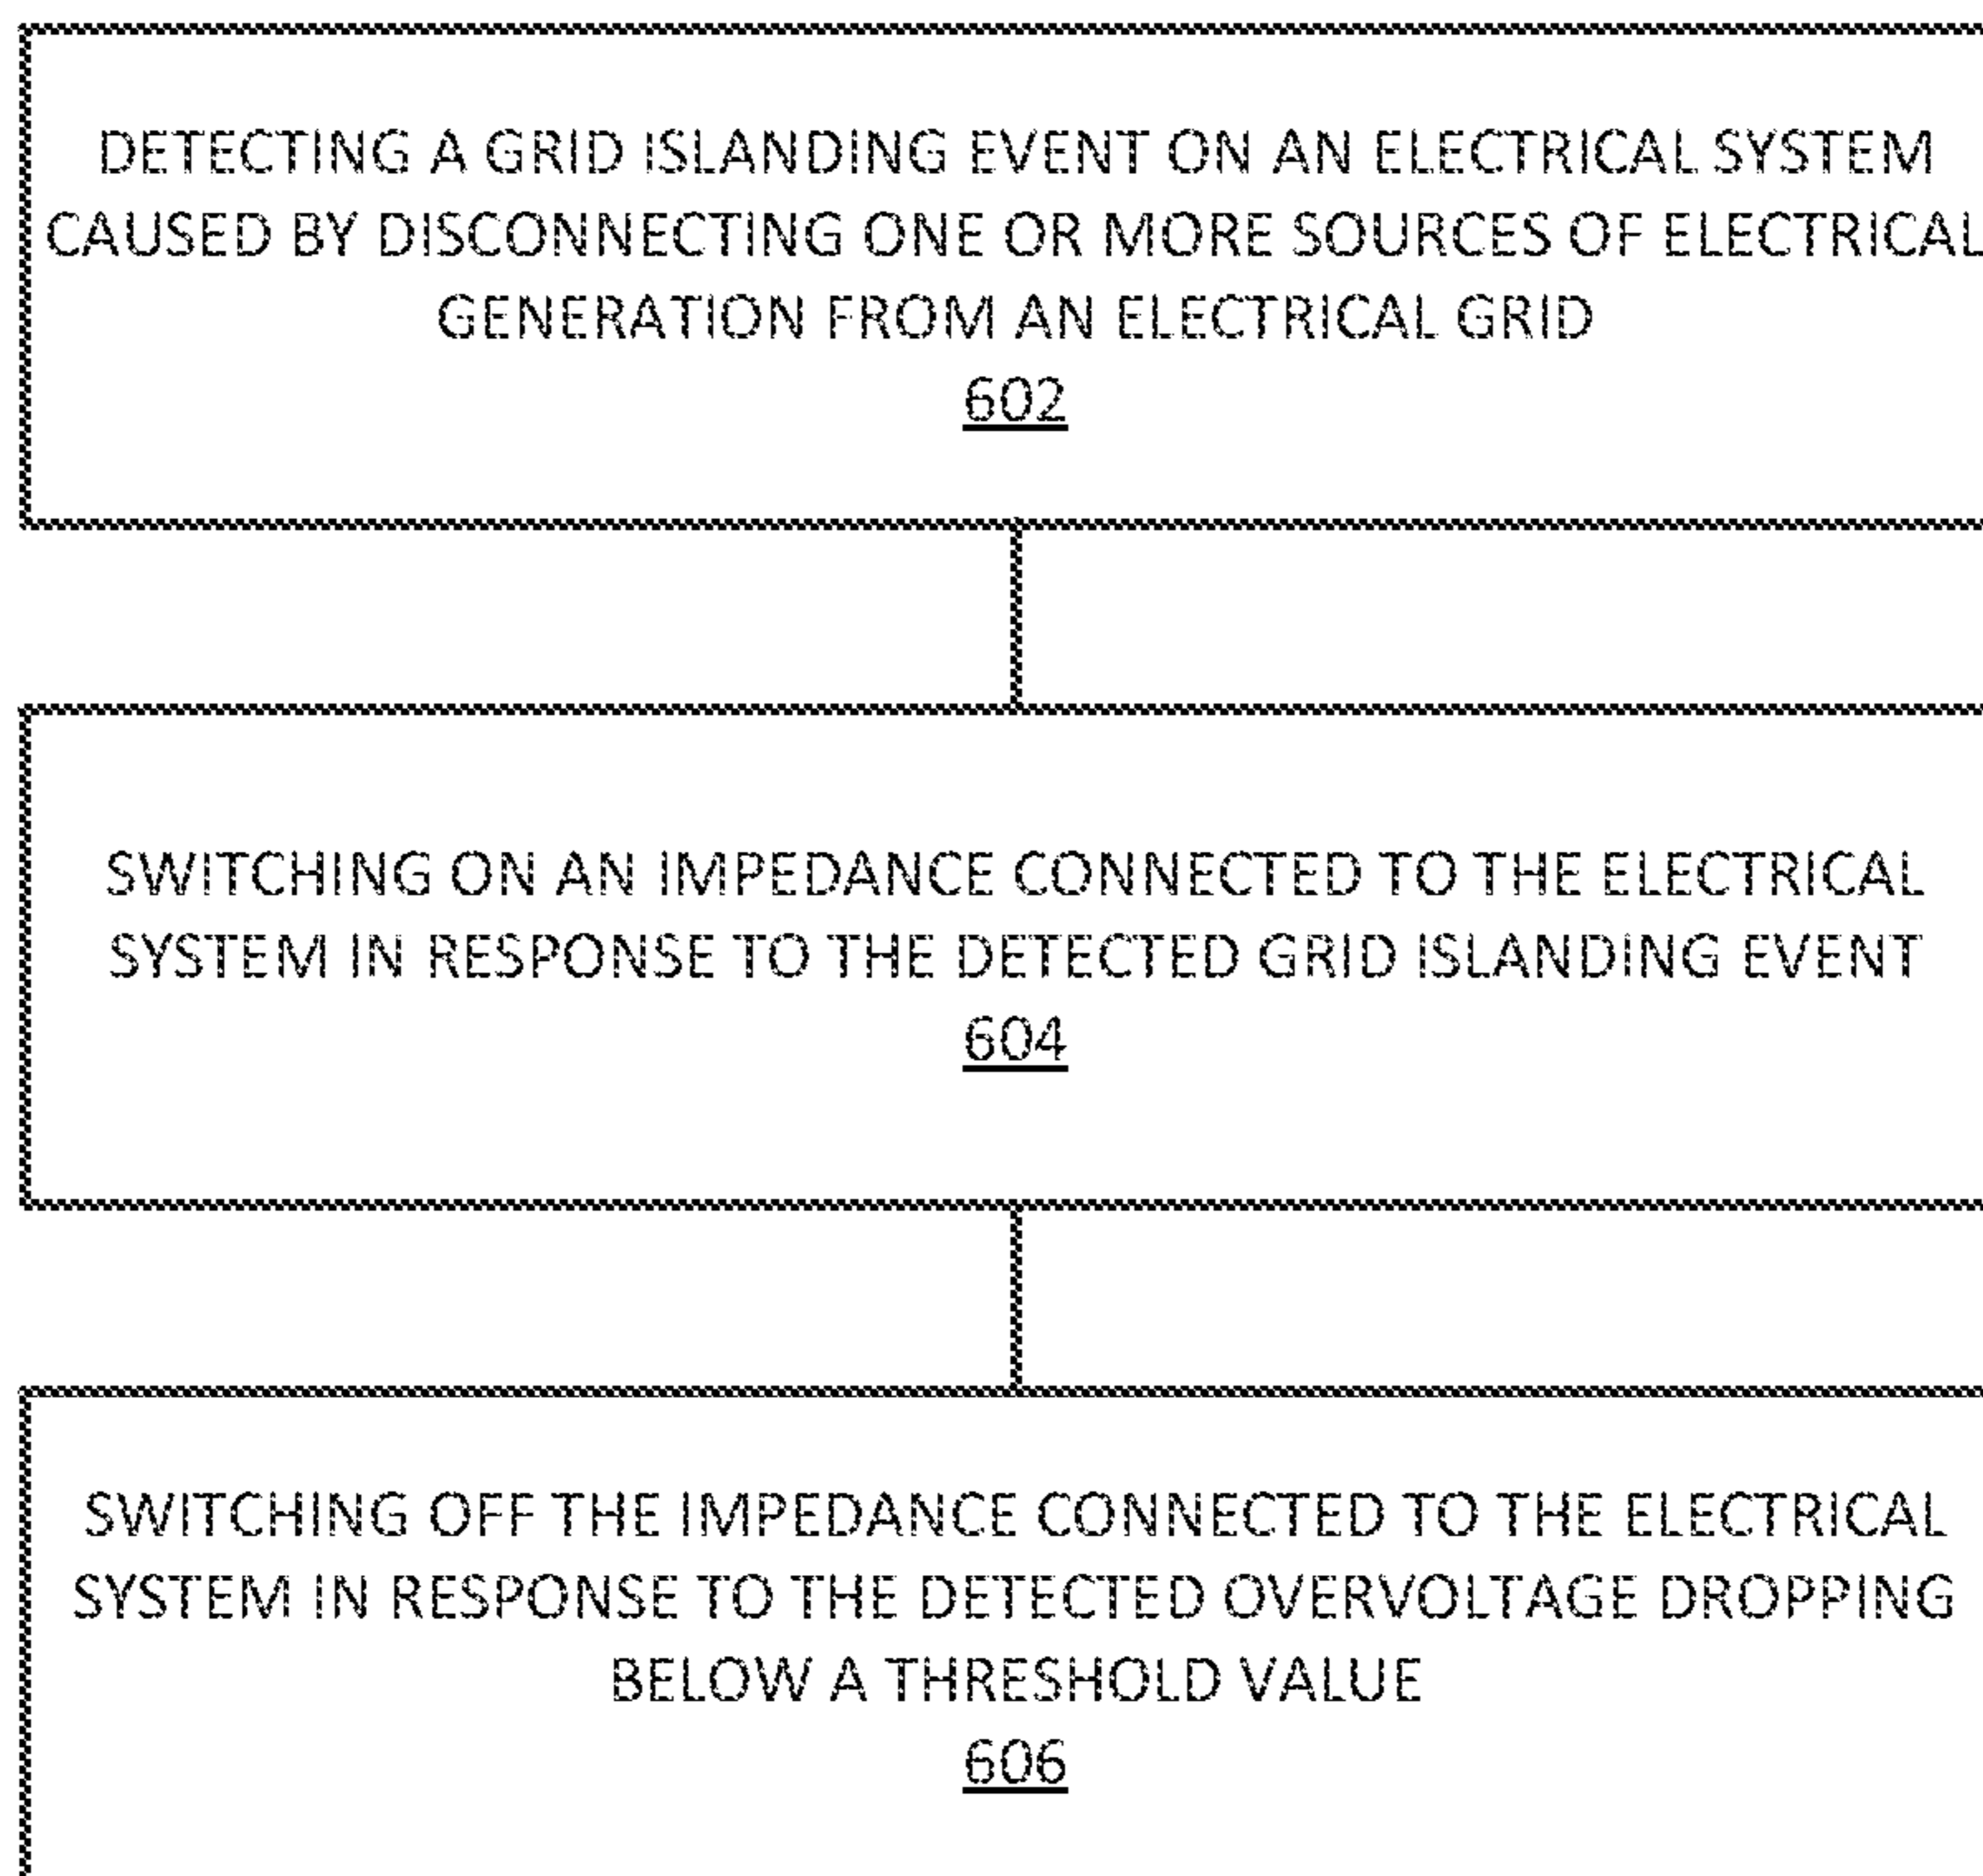 DETECTING A GRID ISLANDING EVENT ON AN ELECTRICAL SYSTEM
CAUSED BY DISCONNECTING ONE OR MORE SOURCES OF ELECTRICAL
GENERATION FROM AN ELECTRICAL GRID
602
SWITCHING ON AN IMPEDANCE CONNECTED TO THE ELECTRICAL
SYSTEM IN RESPONSE TO THE DETECTED GRID ISLANDING EVENT
604
SWITCHING OFF THE IMPEDANCE CONNECTED TO THE ELECTRICAL
SYSTEM IN RESPONSE TO THE DETECTED OVERVOLTAGE DROPPING
BELOW A THRESHOLD VALUE
606